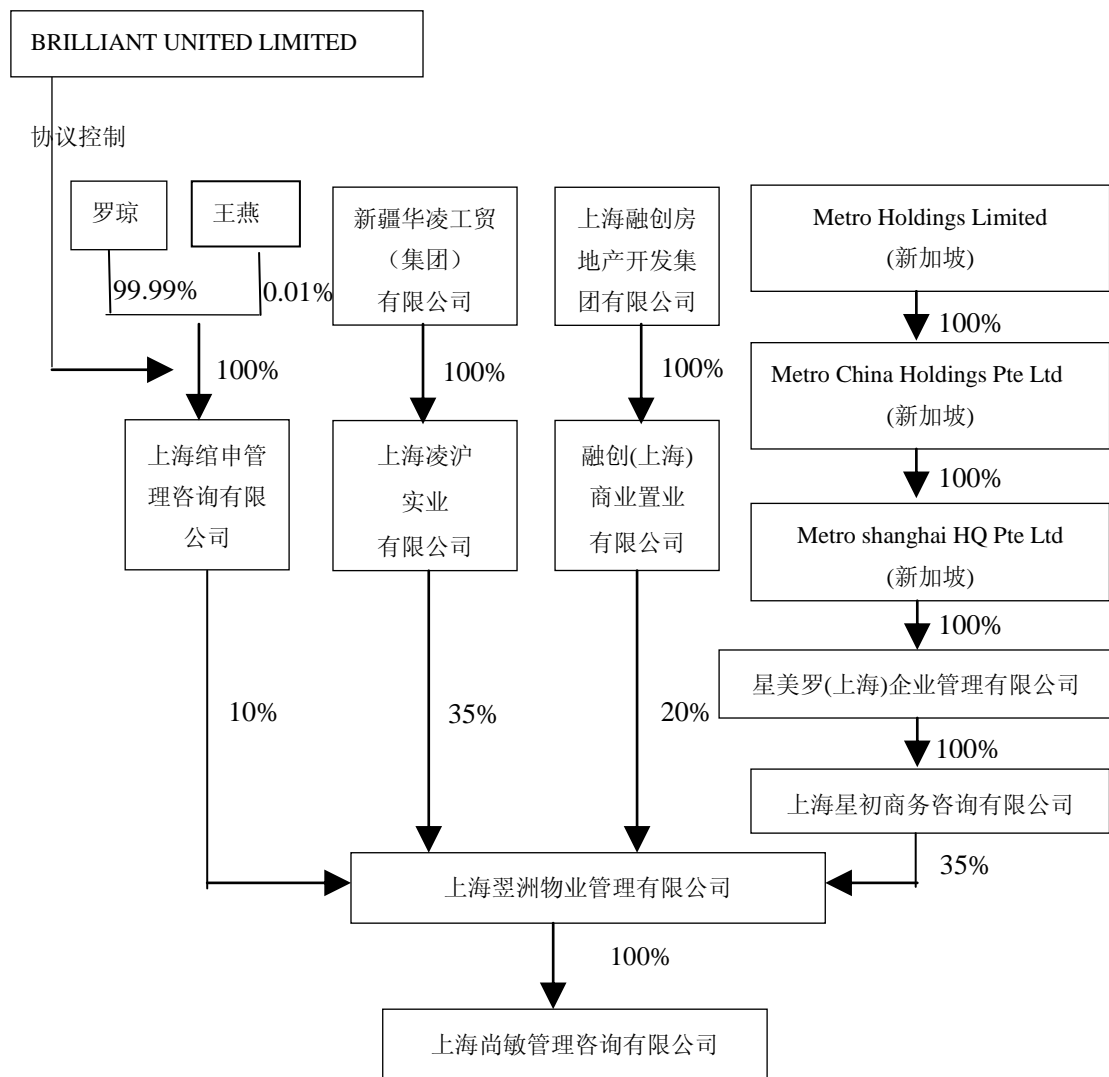 BRILLIANT UNITED LIMITED
协议控制
罗琼
王燕
新疆华凌工贸
（集团）
有限公司
上海融创房
地产开发集
团有限公司
Metro Holdings Limited
(新加坡)
99.99%
0.01%
100%
100%
100%
100%
Metro China Holdings Pte Ltd
(新加坡)
100%
上海绾申管
理咨询有限
公司
上海凌沪
实业
有限公司
融创(上海)
商业置业
有限公司
Metro shanghai HQ Pte Ltd
(新加坡)
100%
星美罗(上海)企业管理有限公司
10%
35%
20%
100%
上海星初商务咨询有限公司
35%
上海翌洲物业管理有限公司
100%
上海尚敏管理咨询有限公司